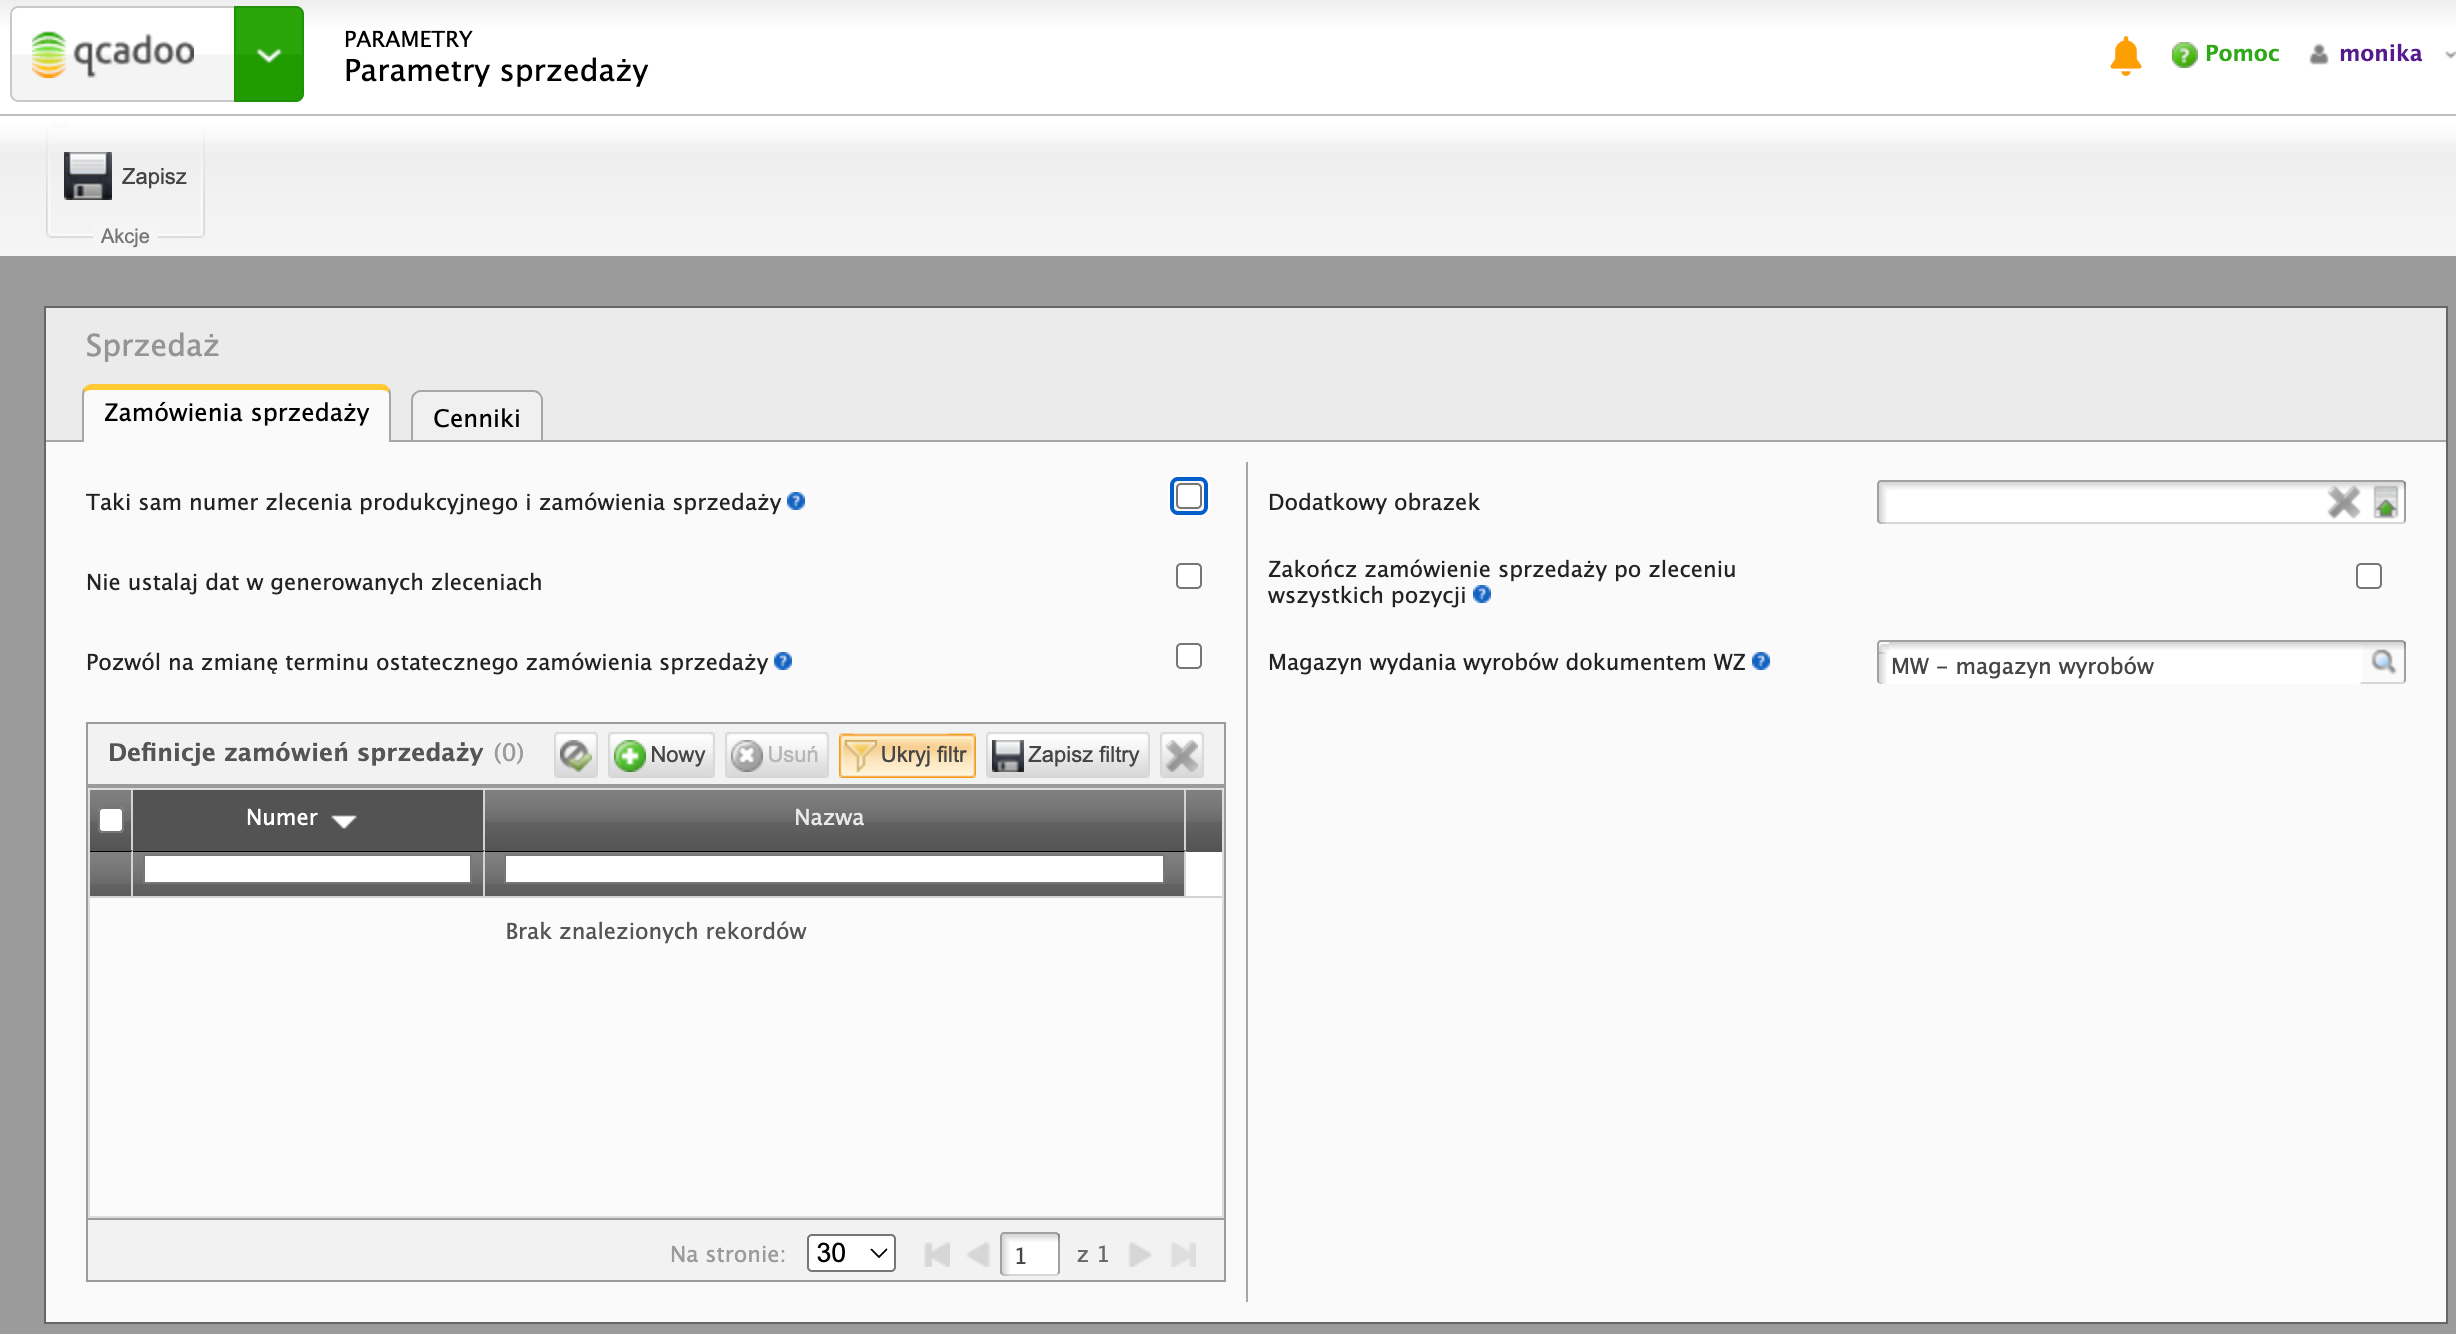 qcadoo
PARAMETRY
Parametry sprzedaży
Pomoc
monika
Zapisz
Akcje
Sprzedaż
Zamówienia sprzedaży
Cenniki
Taki sam numer zlecenia produkcyjnego i zamówienia sprzedaży
Nie ustalaj dat w generowanych zleceniach
Pozwól na zmianę terminu ostatecznego zamówienia sprzedaży
Dodatkowy obrazek
Zakończ zamówienie sprzedaży po zleceniu
wszystkich pozycji
Magazyn wydania wyrobów dokumentem WZ
MW – magazyn wyrobów
Definicje zamówień sprzedaży (0)
Nowy
Usuń
Ukryj filtr
Zapisz filtry
Numer
Nazwa
Brak znalezionych rekordów
Na stronie:
30
1
z 1